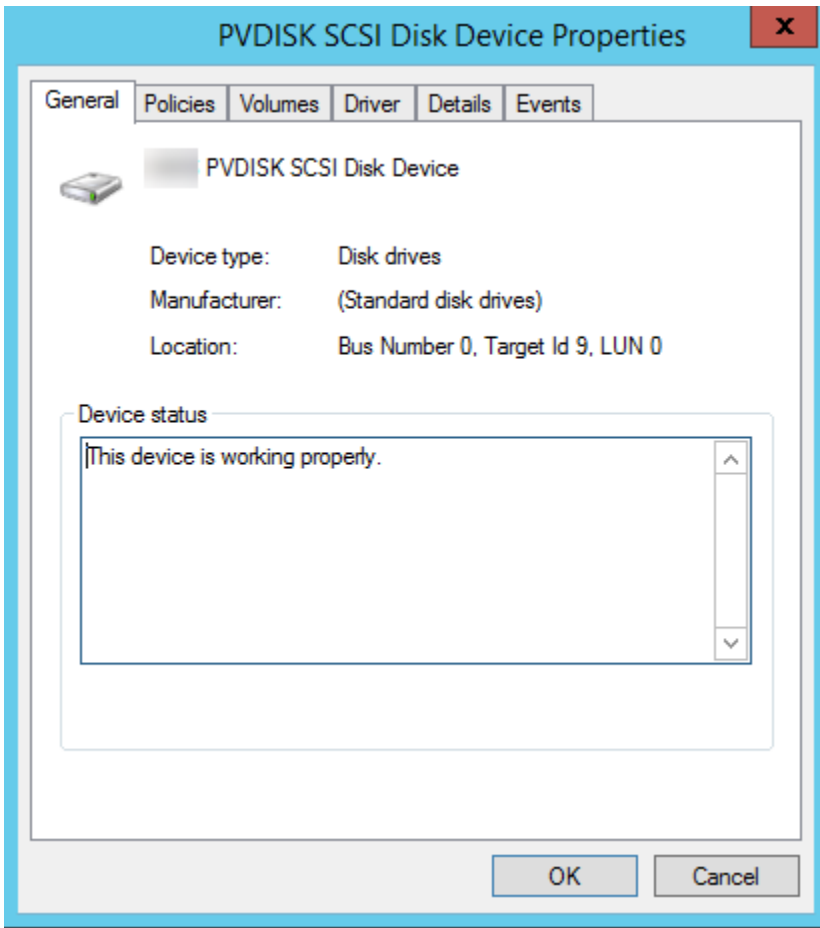 PVDISK SCSI Disk Device Properties
x
General Policies Volumes Driver Details Events
PVDISK SCSI Disk Device
Device type: Disk drives
Manufacturer: (Standard disk drives)
Location: Bus Number 0, Target Id 9, LUN 0
Device status
This device is working properly.
OK Cancel